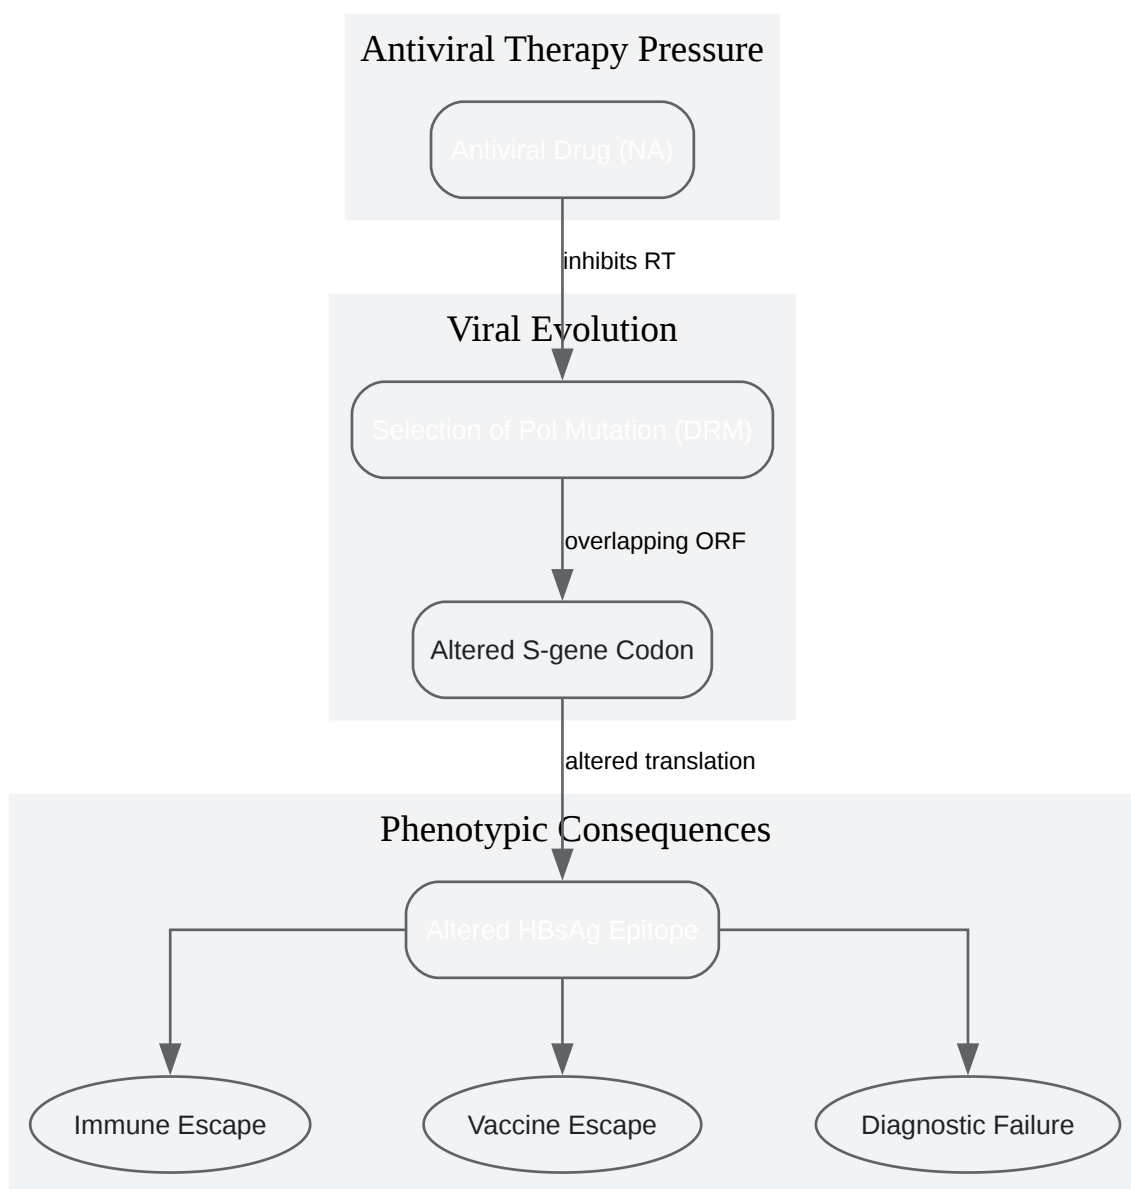 Antiviral Therapy Pressure
Antiviral Drug (NA)
inhibits RT
Viral Evolution
Selection of Pol Mutation (DRM)
overlapping ORF
Altered S-gene Codon
altered translation
Phenotypic Consequences
Altered HBsAg Epitope
Immune Escape
Vaccine Escape
Diagnostic Failure